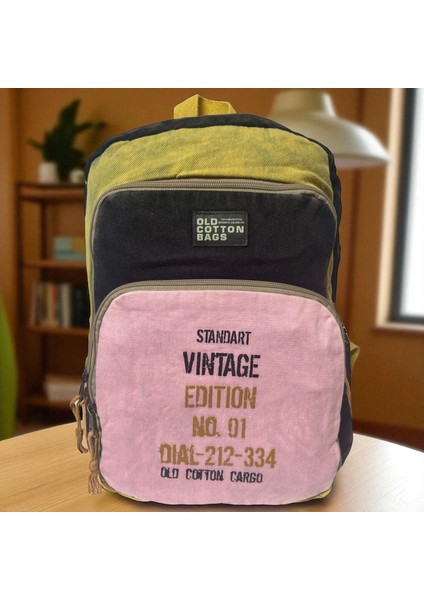 OLD
COTTON
BAGS
STANDART
VINTAGE
EDITION
NO. 01
DIAL-212-334
OLD COTTON CARGO